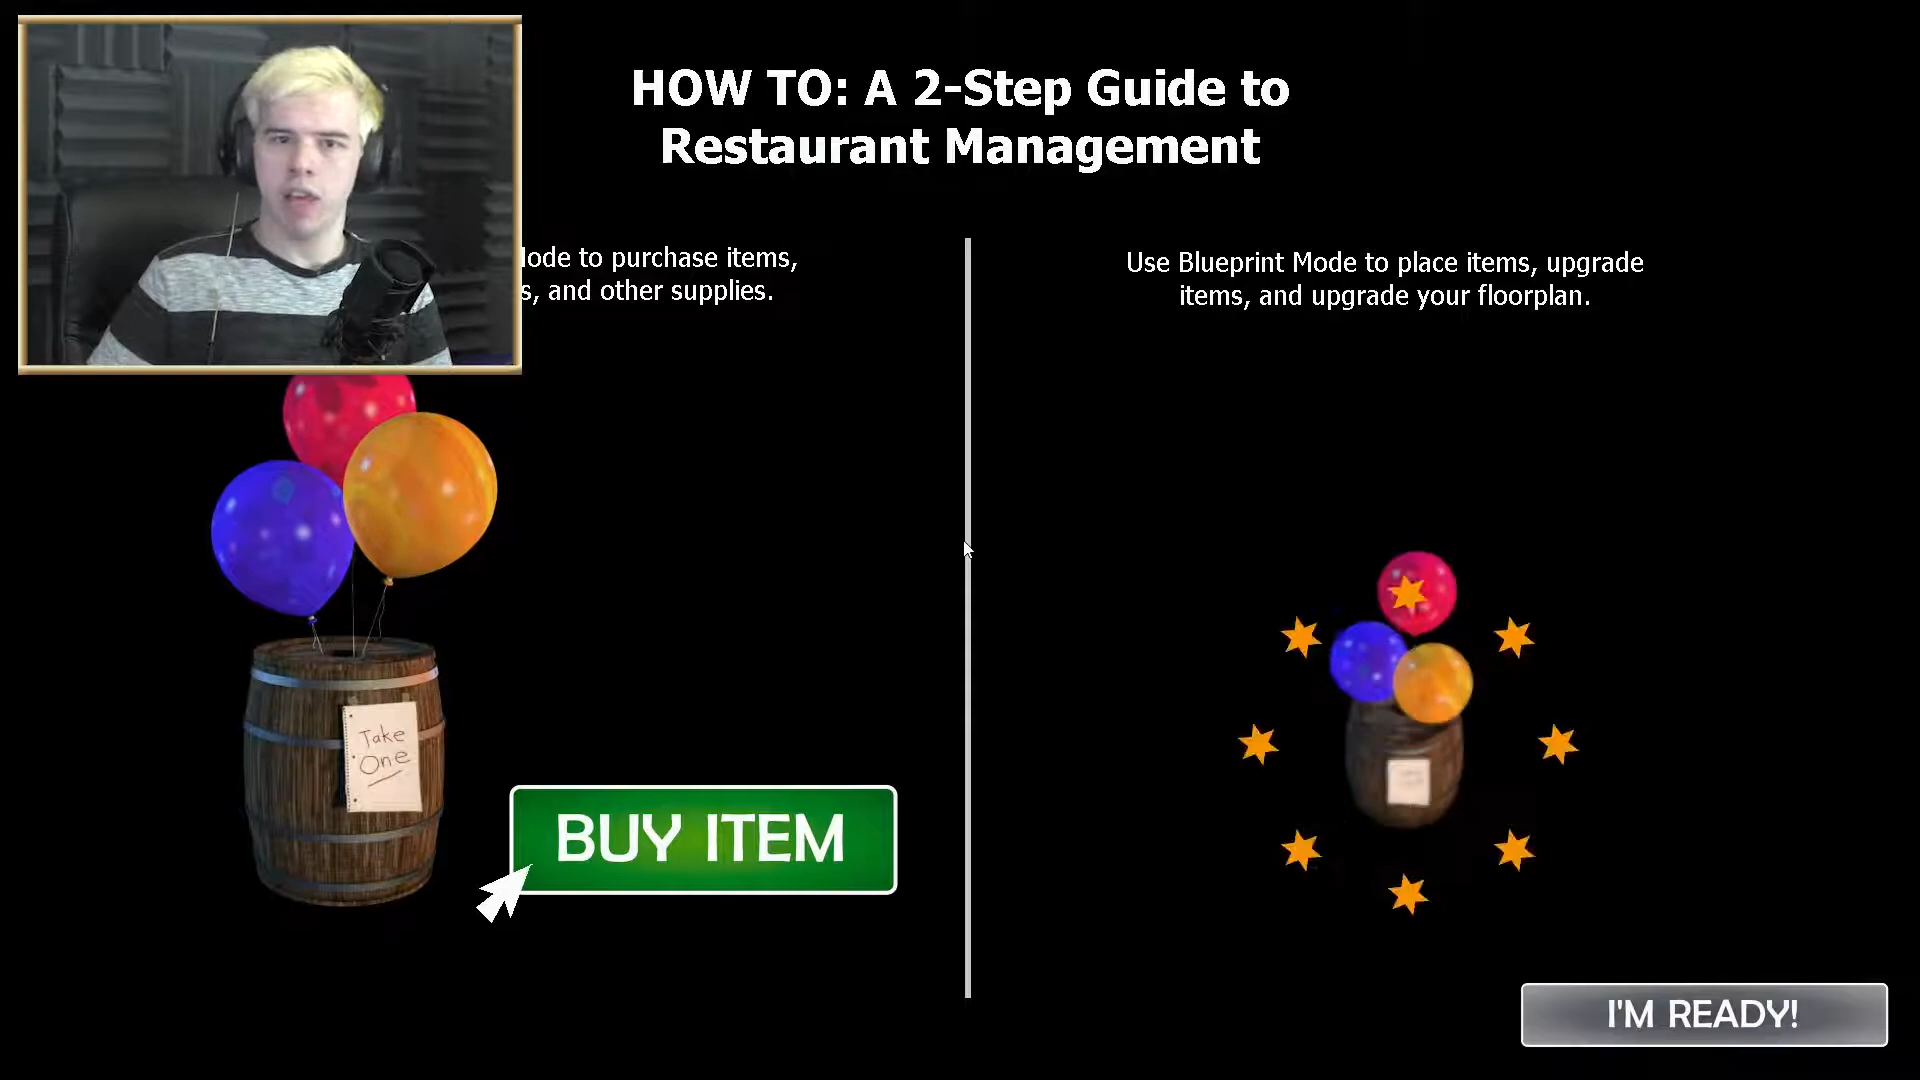 HOW TO: A 2-Step Guide to
Restaurant Management
to purchase items,
and other supplies.
Use Blueprint Mode to place items, upgrade
items, and upgrade your floorplan.
Take
One
BUY ITEM
I'M READY!